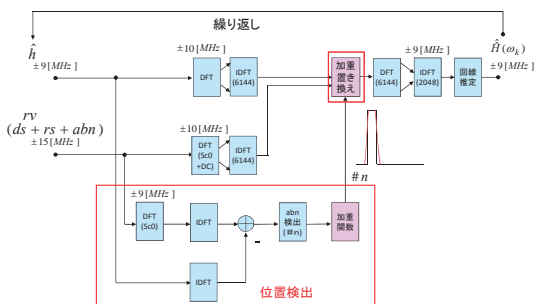 繰り返し
ĥ
±9[MHz]
±10[MHz]
DFT
IDFT
(6144)
加重
置き
換え
DFT
(6144)
±9[MHz]
IDFT
(2048)
回線
推定
Ĥ(ω_k)
±9[MHz]
rv
(ds + rs + abn)
±15[MHz]
±10[MHz]
DFT
(Sc0
+DC)
IDFT
(6144)
# n
±9[MHz]
DFT
(Sc0)
IDFT
-
abn
検出
(#n)
加重
関数
IDFT
位置検出